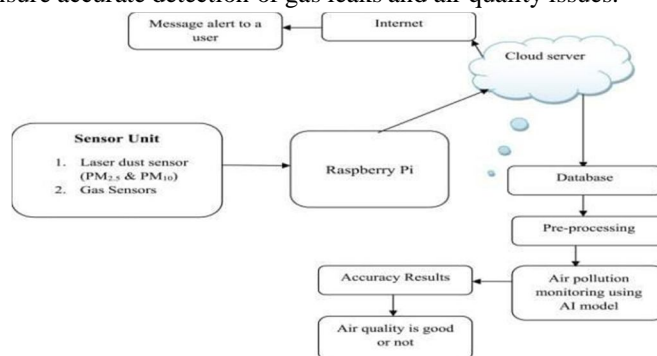 nsure accurate detection of gas leaks and air quality issues.
Message alert to a
user
Internet
Cloud server
Sensor Unit
1. Laser dust sensor
(PM2.5 & PM10)
2. Gas Sensors
Raspberry Pi
Database
Pre-processing
Accuracy Results
Air pollution
monitoring using
AI model
Air quality is good
or not